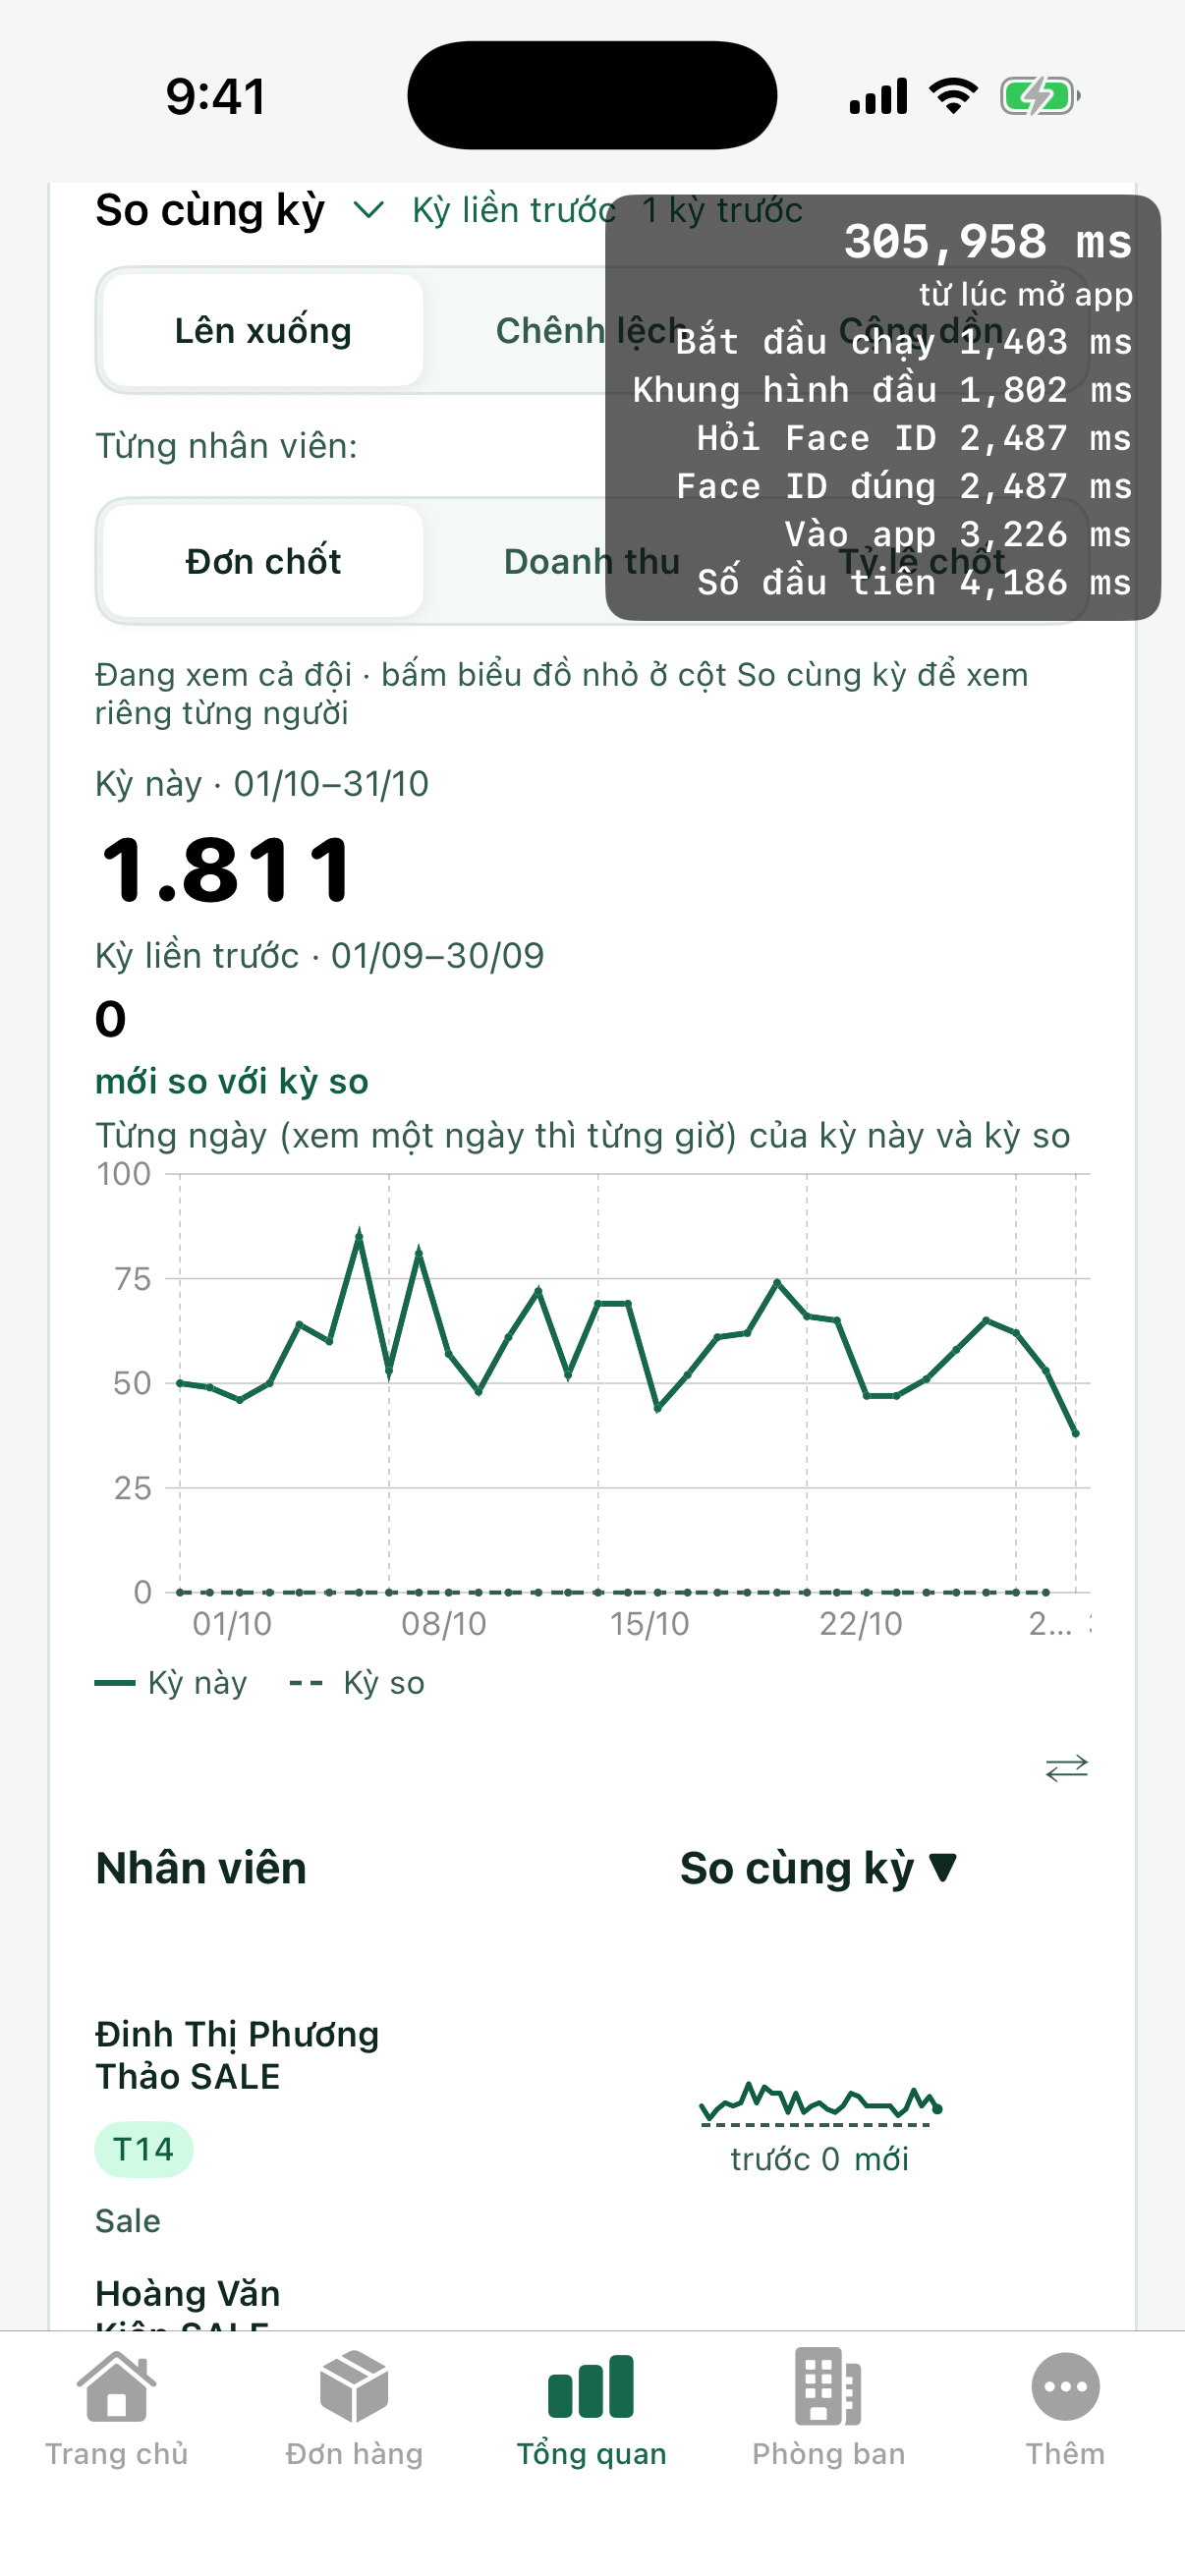 9:41
So cùng kỳ Kỳ liền trước 1 kỳ trước
305,958 ms
từ lúc mở app
Bắt đầu chạy 1,403 ms
Khung hình đầu 1,802 ms
Hỏi Face ID 2,487 ms
Face ID đúng 2,487 ms
Vào app 3,226 ms
Số đầu tiên 4,186 ms
Lên xuống Chênh lệch Cộng dồn
Từng nhân viên:
Đơn chốt Doanh thu Tỷ lệ chốt
Đang xem cả đội · bấm biểu đồ nhỏ ở cột So cùng kỳ để xem
riêng từng người
Kỳ này · 01/10–31/10
1.811
Kỳ liền trước · 01/09–30/09
0
mới so với kỳ so
Từng ngày (xem một ngày thì từng giờ) của kỳ này và kỳ so
100
75
50
25
0
01/10 08/10 15/10 22/10 2...
Kỳ này Kỳ so
Nhân viên So cùng kỳ ▼
Đinh Thị Phương
Thảo SALE
T14
Sale
trước 0 mới
Hoàng Văn
Kiên SALE
Trang chủ Đơn hàng Tổng quan Phòng ban Thêm